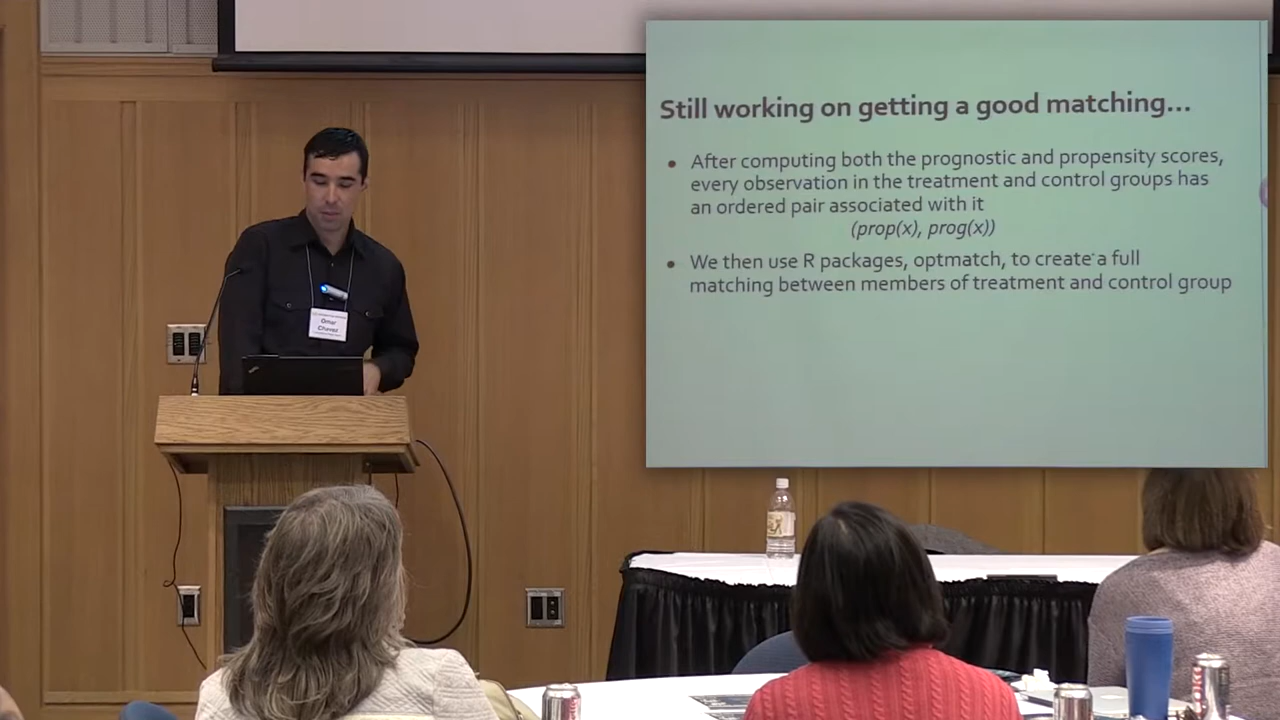 Still working on getting a good matching...
• After computing both the prognostic and propensity scores,
every observation in the treatment and control groups has
an ordered pair associated with it
(prop(x), prog(x))
• We then use R packages, optmatch, to create a full
matching between members of treatment and control group
Omar
Chavez